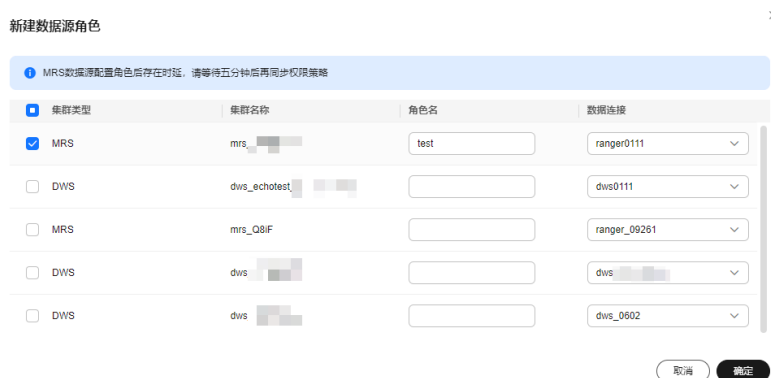 新建数据源角色
MRS数据源配置角色后存在时延，请等待五分钟后再同步权限策略
集群类型 集群名称 角色名 数据连接
MRS mrs_ test ranger0111
DWS dws_echotest_ dws0111
MRS mrs_Q8iF ranger_09261
DWS dws dws
DWS dws dws_0602
取消 确定